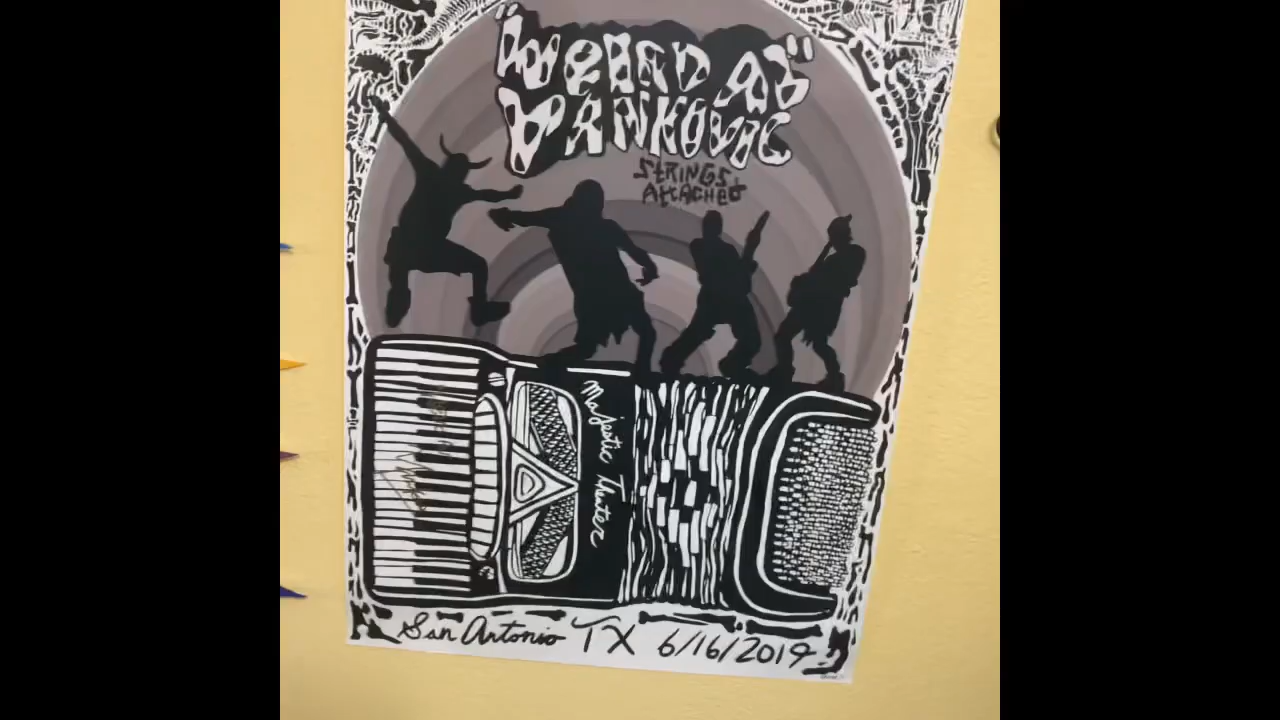 "WEIRD AL"
YANKOVIC
STRINGS
ATTACHED
Majestic Theater
San Antonio TX 6/16/2019